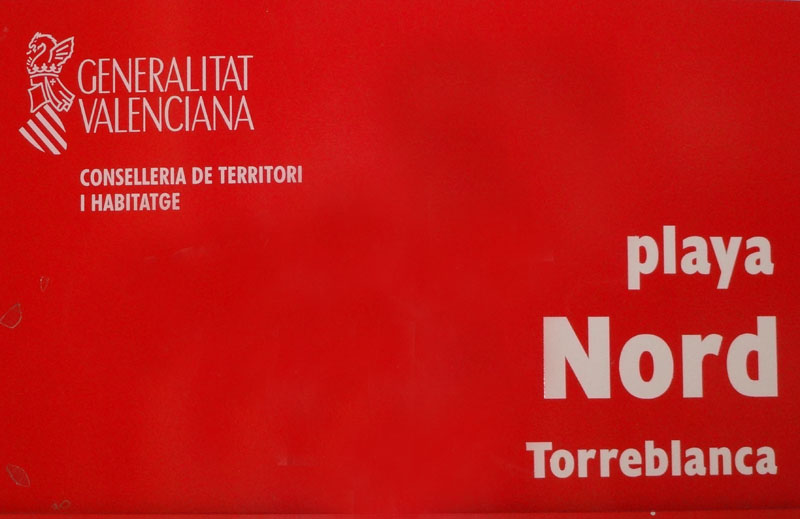 GENERALITAT
VALENCIANA
CONSELLERIA DE TERRITORI
I HABITATGE
playa
Nord
Torreblanca